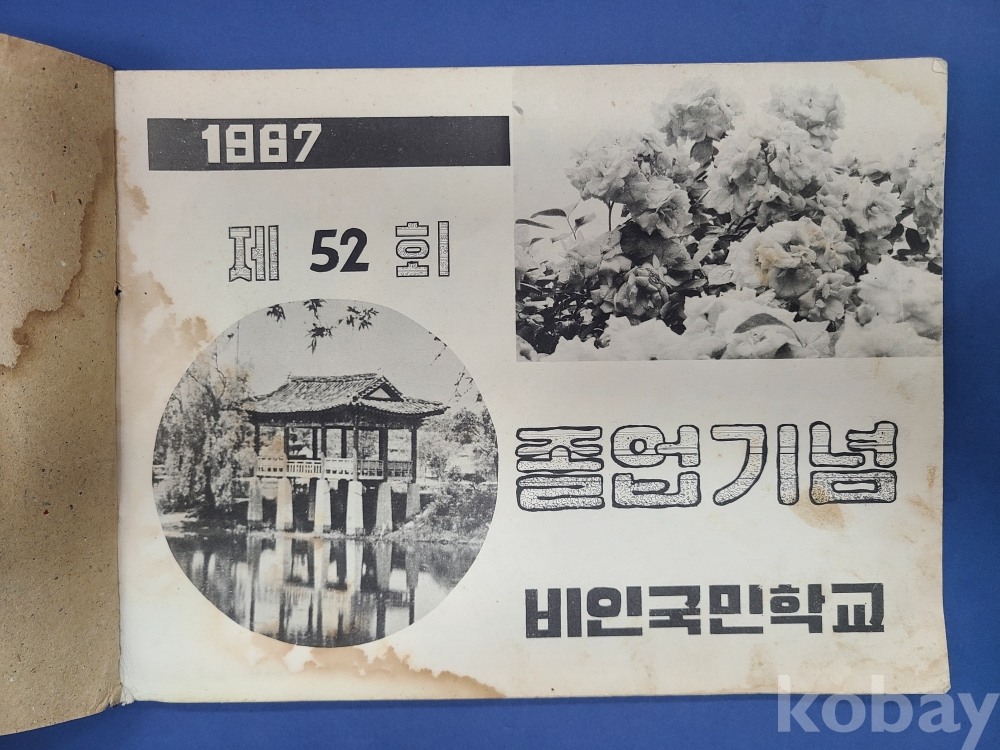 1967
제 52 회
졸업기념
비인국민학교
kobay